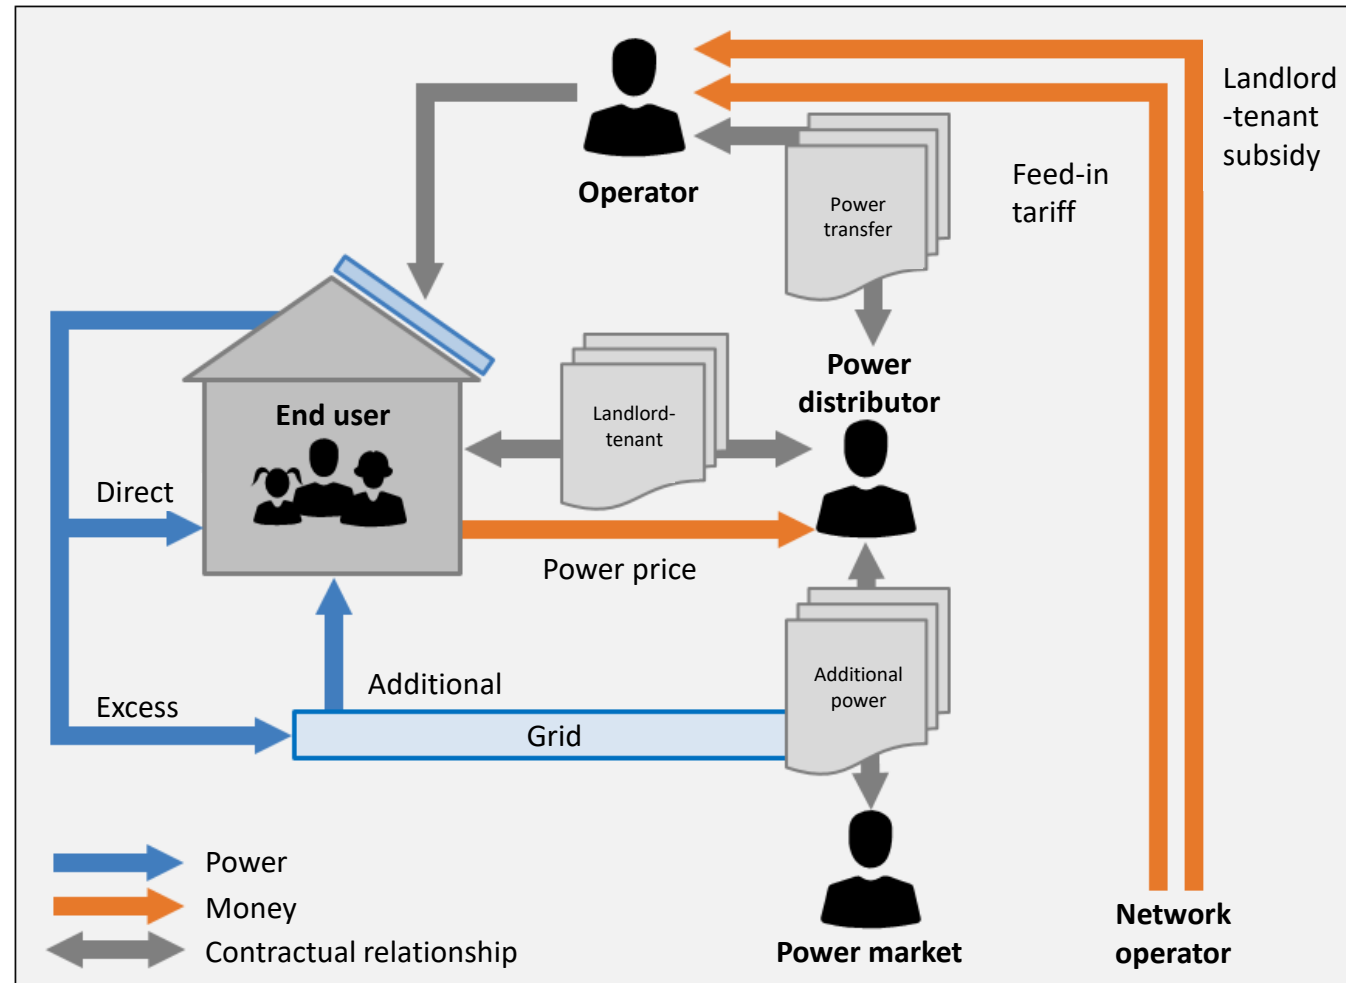 Landlord
-tenant
subsidy
Operator
Feed-in
tariff
Power
transfer
Power
distributor
End user
Landlord-
tenant
Direct
Power price
Additional
Additional
power
Excess
Grid
Power
Money
Contractual relationship
Power market
Network
operator